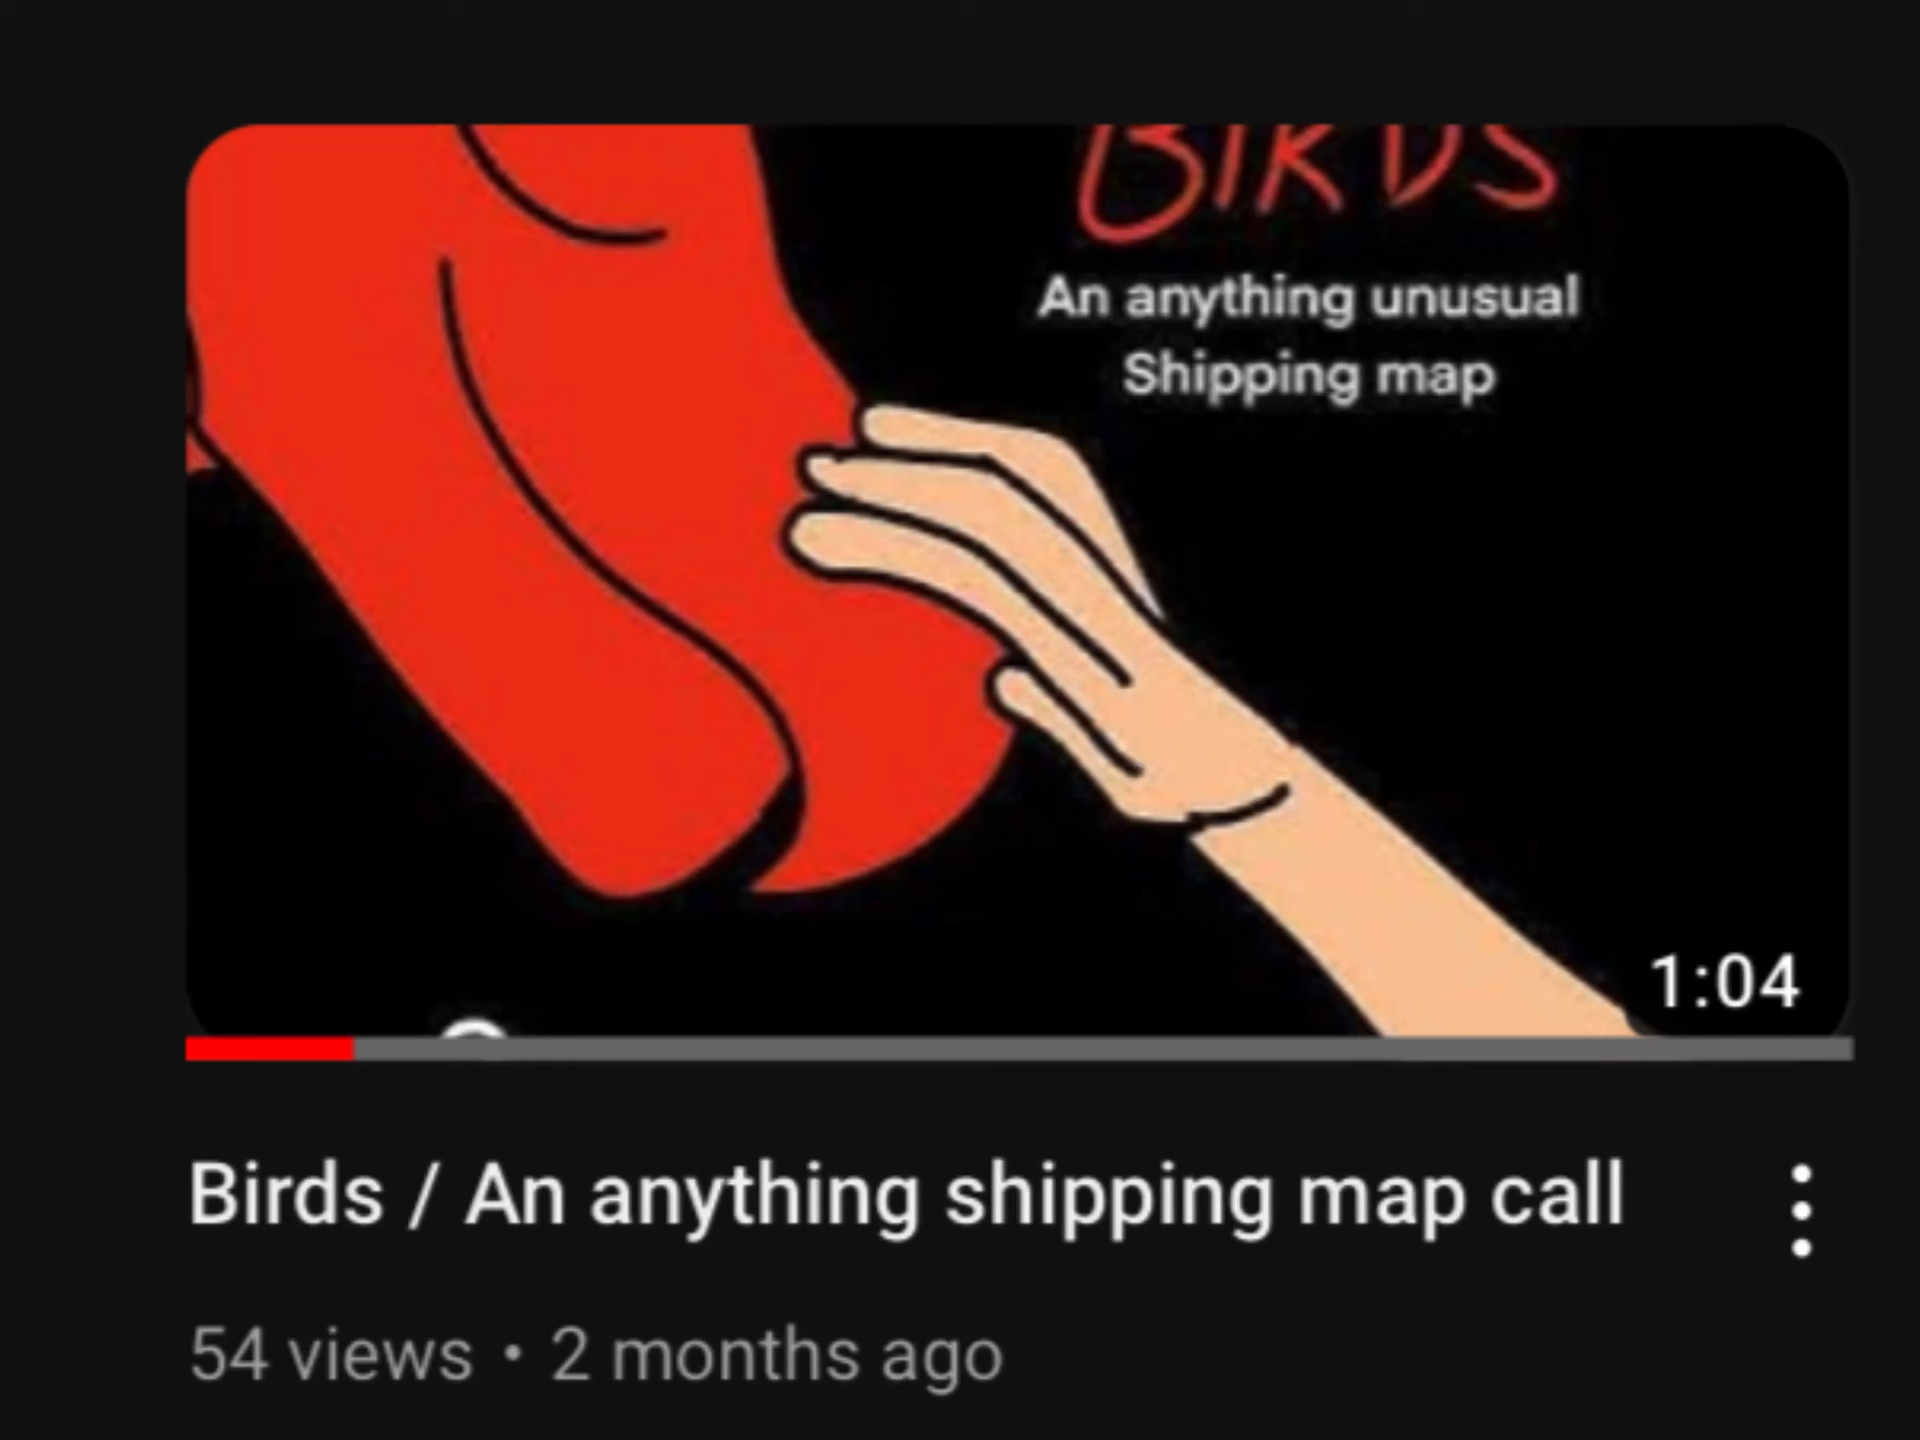 BIRDS
An anything unusual
Shipping map
1:04
Birds / An anything shipping map call
54 views • 2 months ago